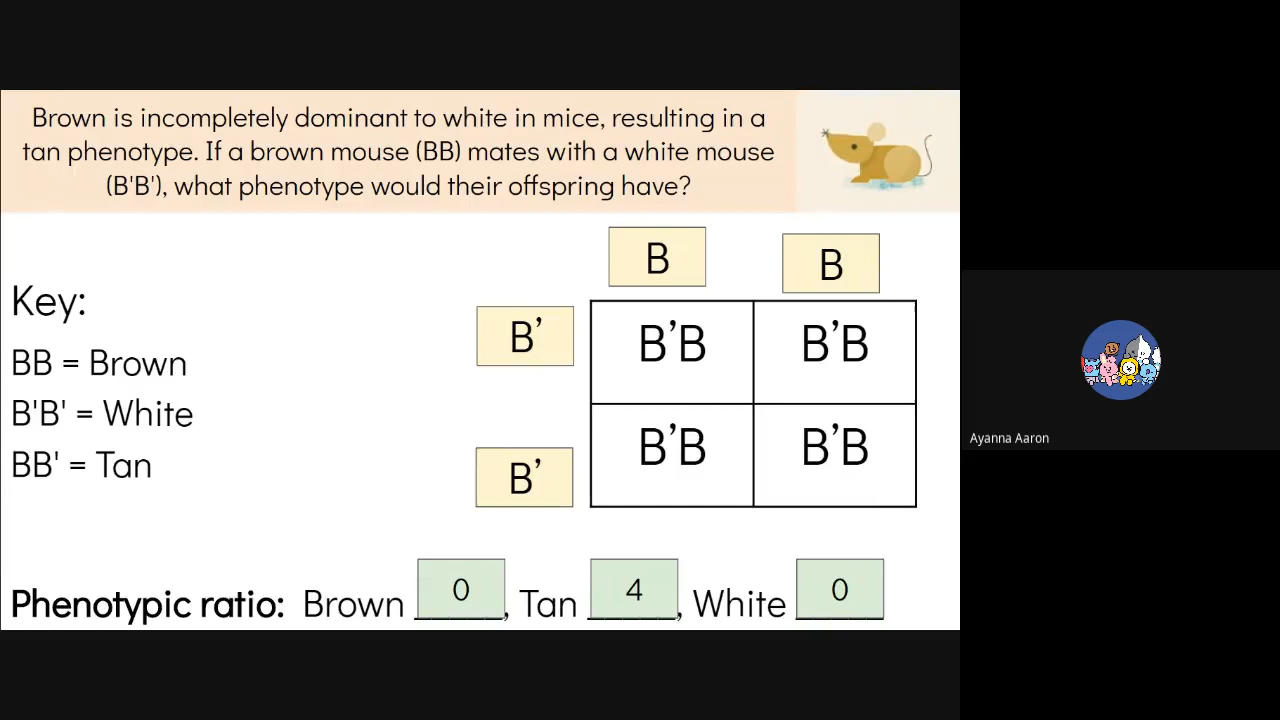 Brown is incompletely dominant to white in mice, resulting in a
tan phenotype. If a brown mouse (BB) mates with a white mouse
(B'B'), what phenotype would their offspring have?
B B
Key:
B’ B’B B’B
BB = Brown
B'B' = White
BB' = Tan
B’ B’B B’B
Ayanna Aaron
Phenotypic ratio: Brown 0, Tan 4, White 0